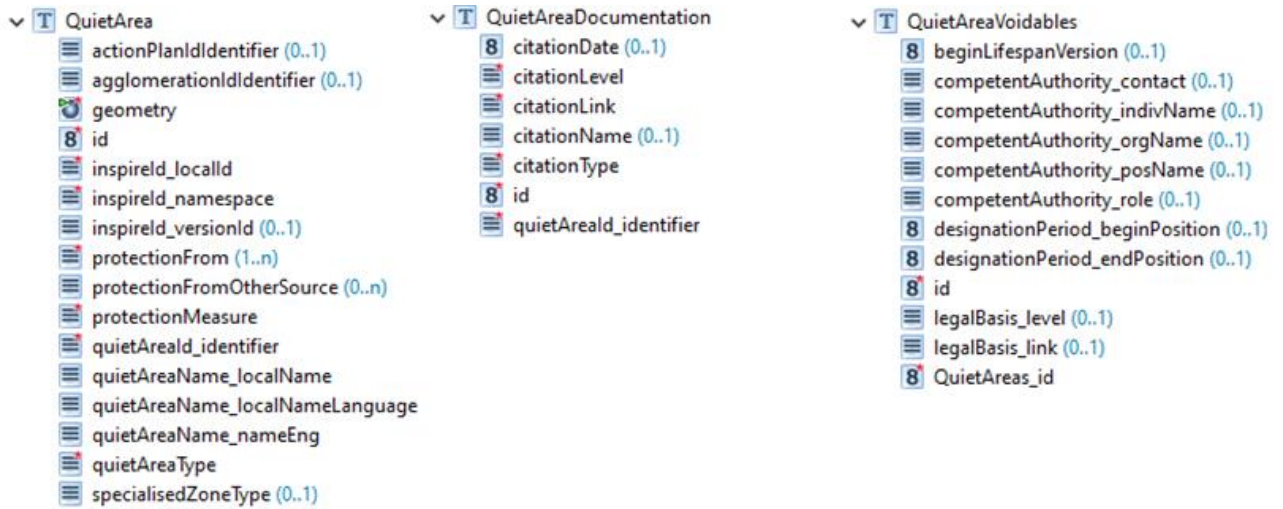 QuietArea
actionPlanIdIdentifier (0..1)
agglomerationIdIdentifier (0..1)
geometry
id
inspireId_localId
inspireId_namespace
inspireId_versionId (0..1)
protectionFrom (1..n)
protectionFromOtherSource (0..n)
protectionMeasure
quietAreaId_identifier
quietAreaName_localName
quietAreaName_localNameLanguage
quietAreaName_nameEng
quietAreaType
specialisedZoneType (0..1)
QuietAreaDocumentation
citationDate (0..1)
citationLevel
citationLink
citationName (0..1)
citationType
id
quietAreaId_identifier
QuietAreaVoidables
beginLifespanVersion (0..1)
competentAuthority_contact (0..1)
competentAuthority_indivName (0..1)
competentAuthority_orgName (0..1)
competentAuthority_posName (0..1)
competentAuthority_role (0..1)
designationPeriod_beginPosition (0..1)
designationPeriod_endPosition (0..1)
id
legalBasis_level (0..1)
legalBasis_link (0..1)
QuietAreas_id